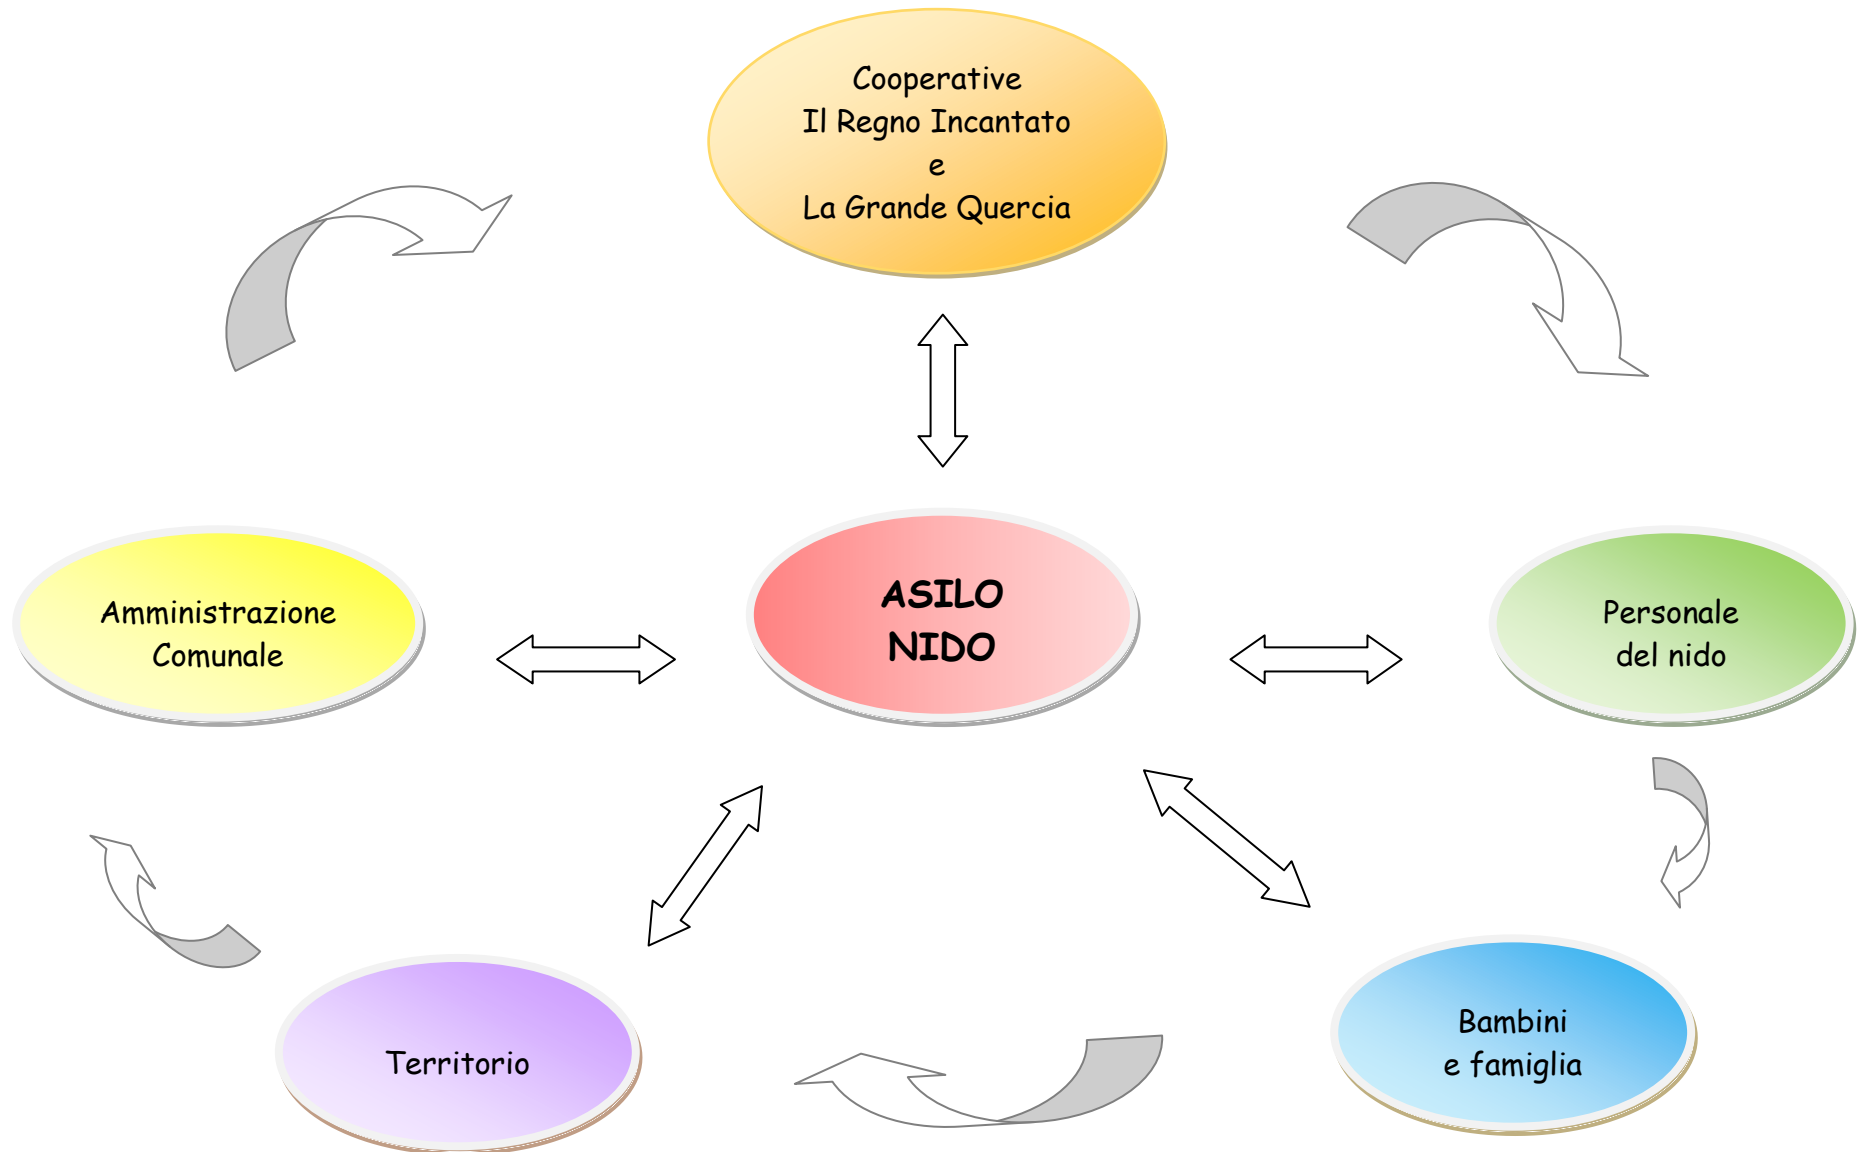 Cooperative
Il Regno Incantato
e
La Grande Quercia
Amministrazione
Comunale
ASILO
NIDO
Personale
del nido
Territorio
Bambini
e famiglia